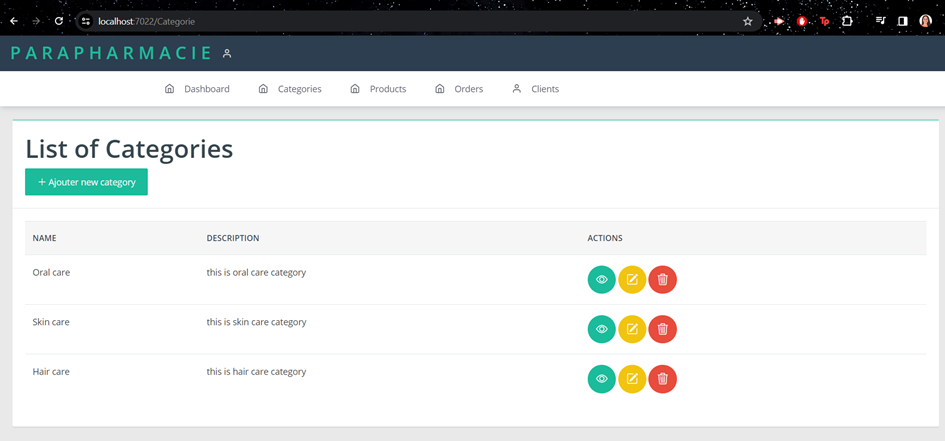 localhost:7022/Categorie
PARAPHARMACIE
Dashboard Categories Products Orders Clients
List of Categories
+ Ajouter new category
NAME DESCRIPTION ACTIONS
Oral care this is oral care category
Skin care this is skin care category
Hair care this is hair care category